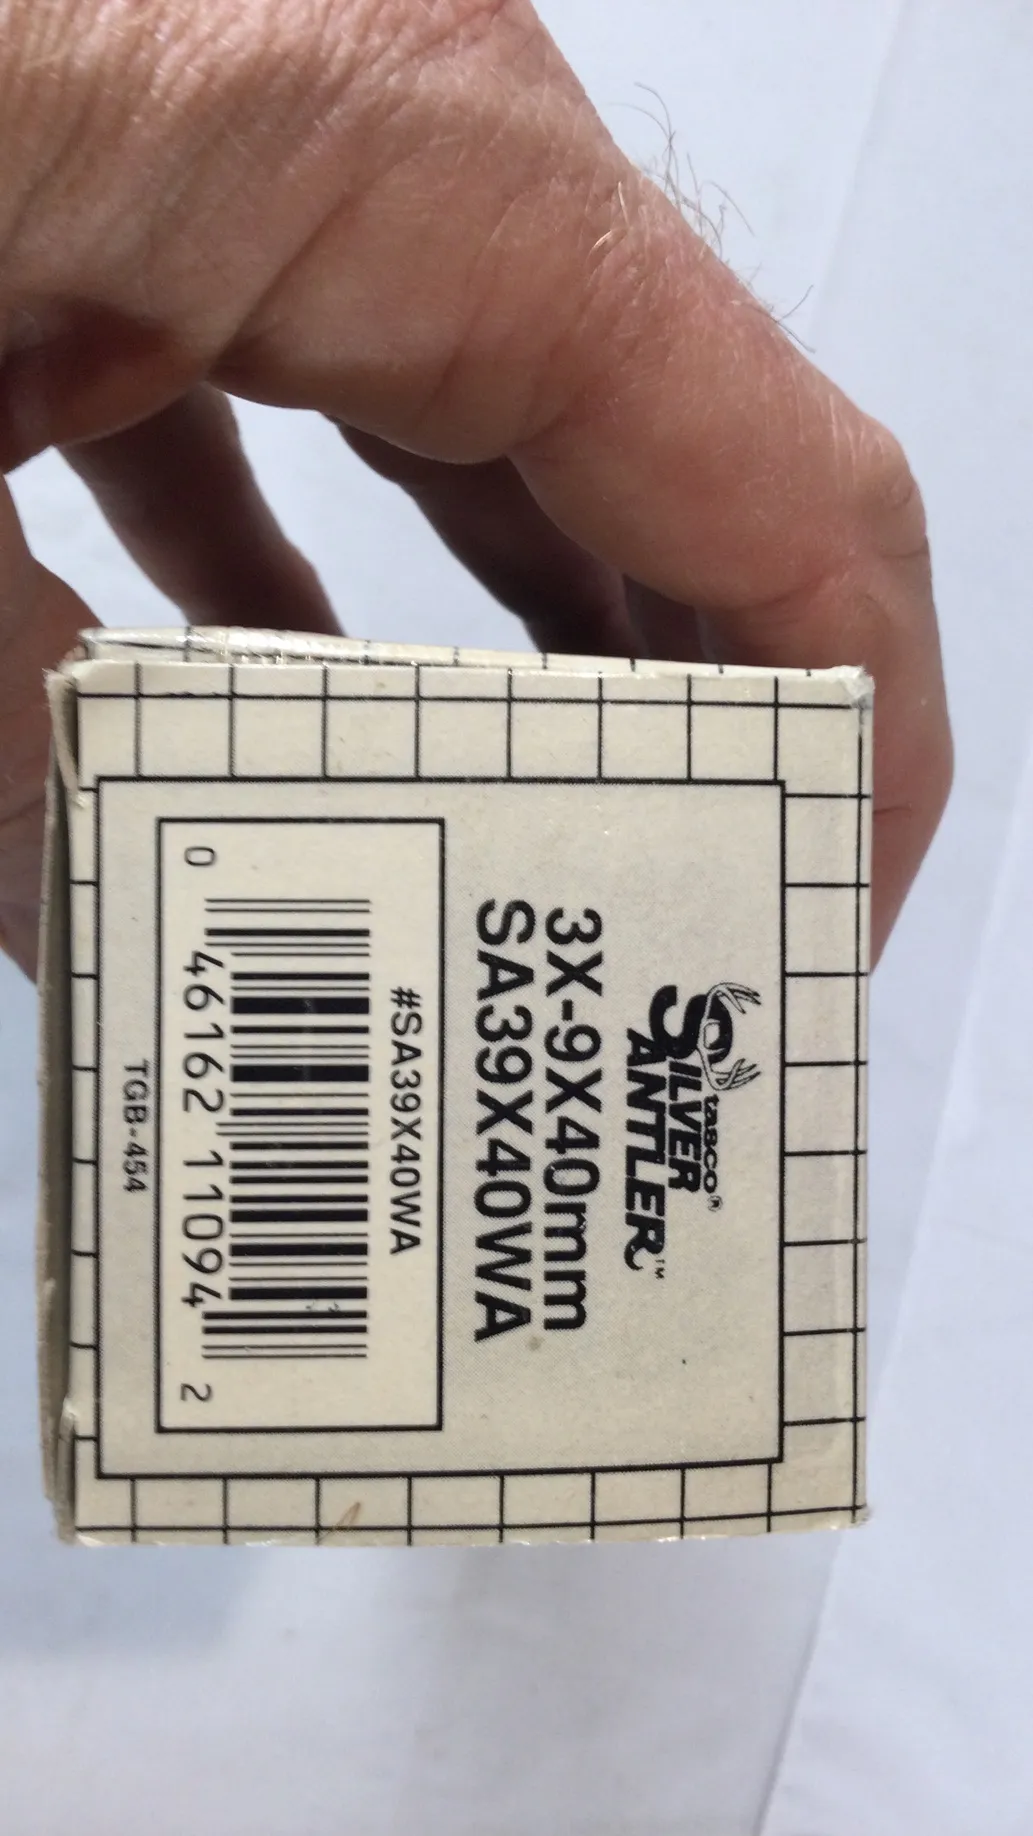 tasco®
SILVER
ANTLER™
3X-9X40mm
SA39X40WA
#SA39X40WA
0 46162 11094 2
TGB-454